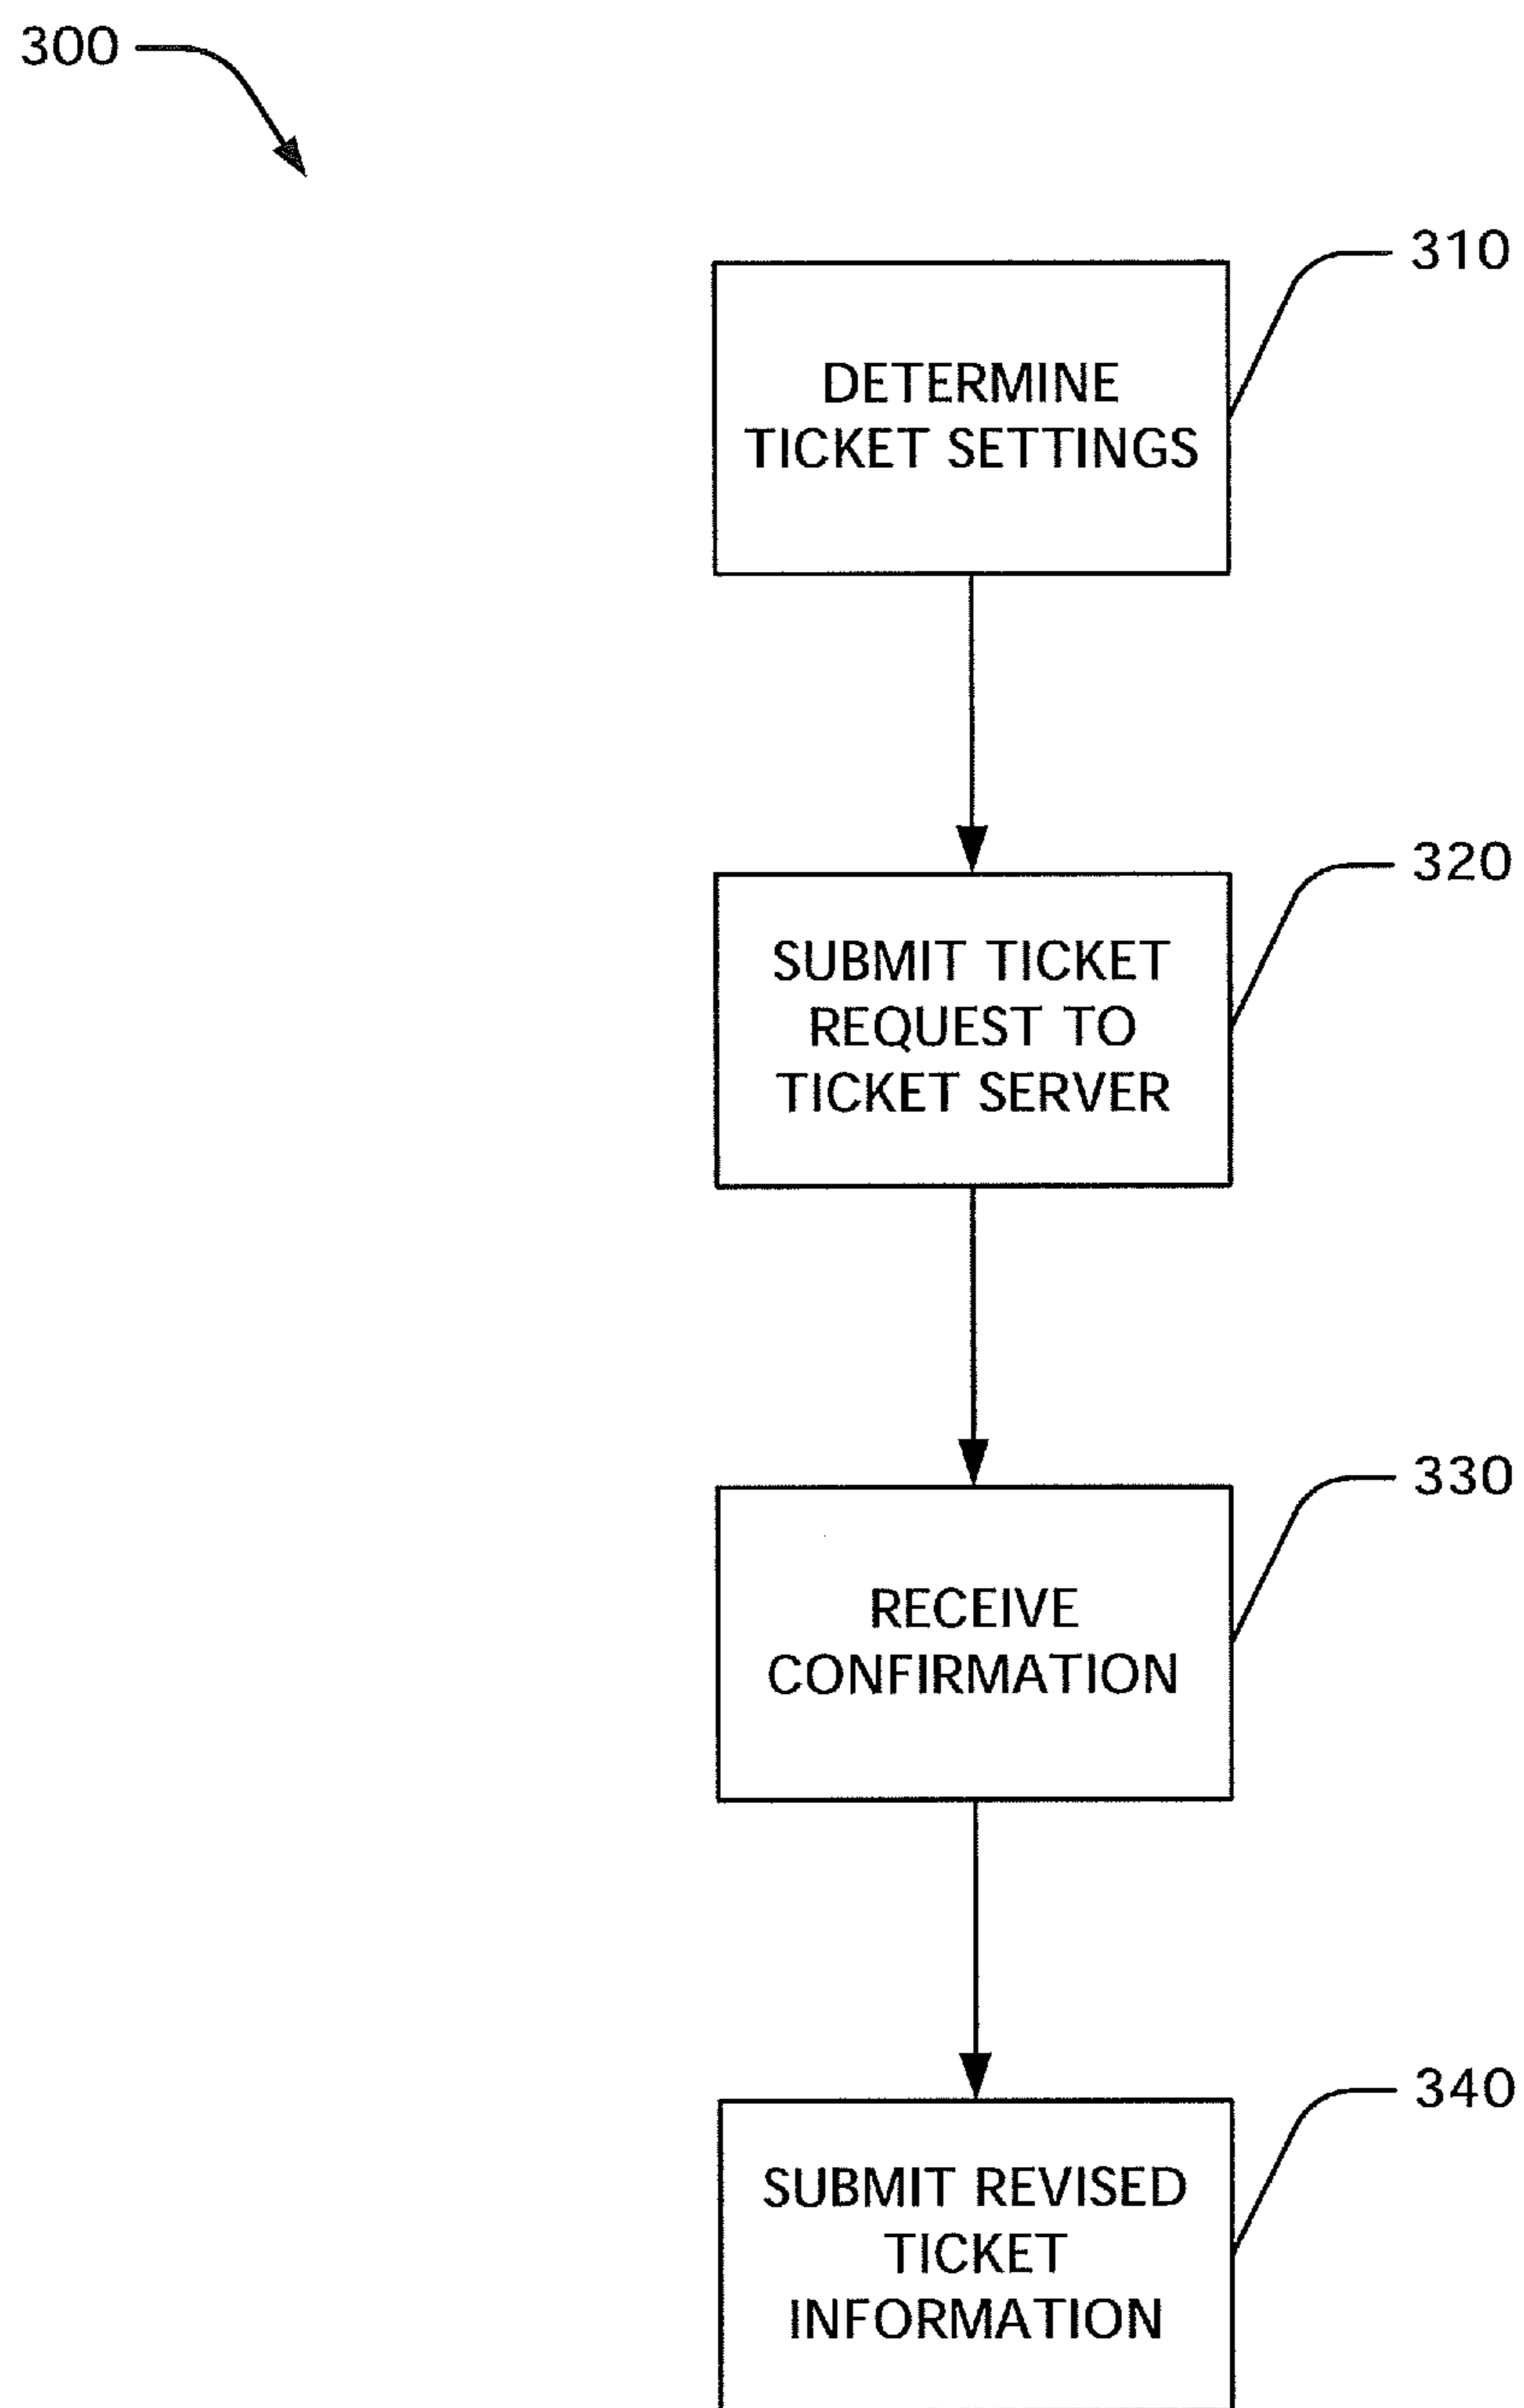 300
310
DETERMINE
TICKET SETTINGS
320
SUBMIT TICKET
REQUEST TO
TICKET SERVER
330
RECEIVE
CONFIRMATION
340
SUBMIT REVISED
TICKET
INFORMATION